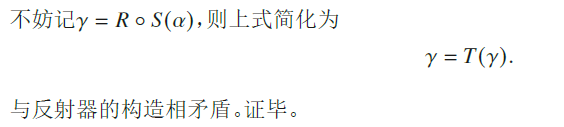 不妨记γ = R ∘ S(α),则上式简化为
γ = T(γ).
与反射器的构造相矛盾。证毕。